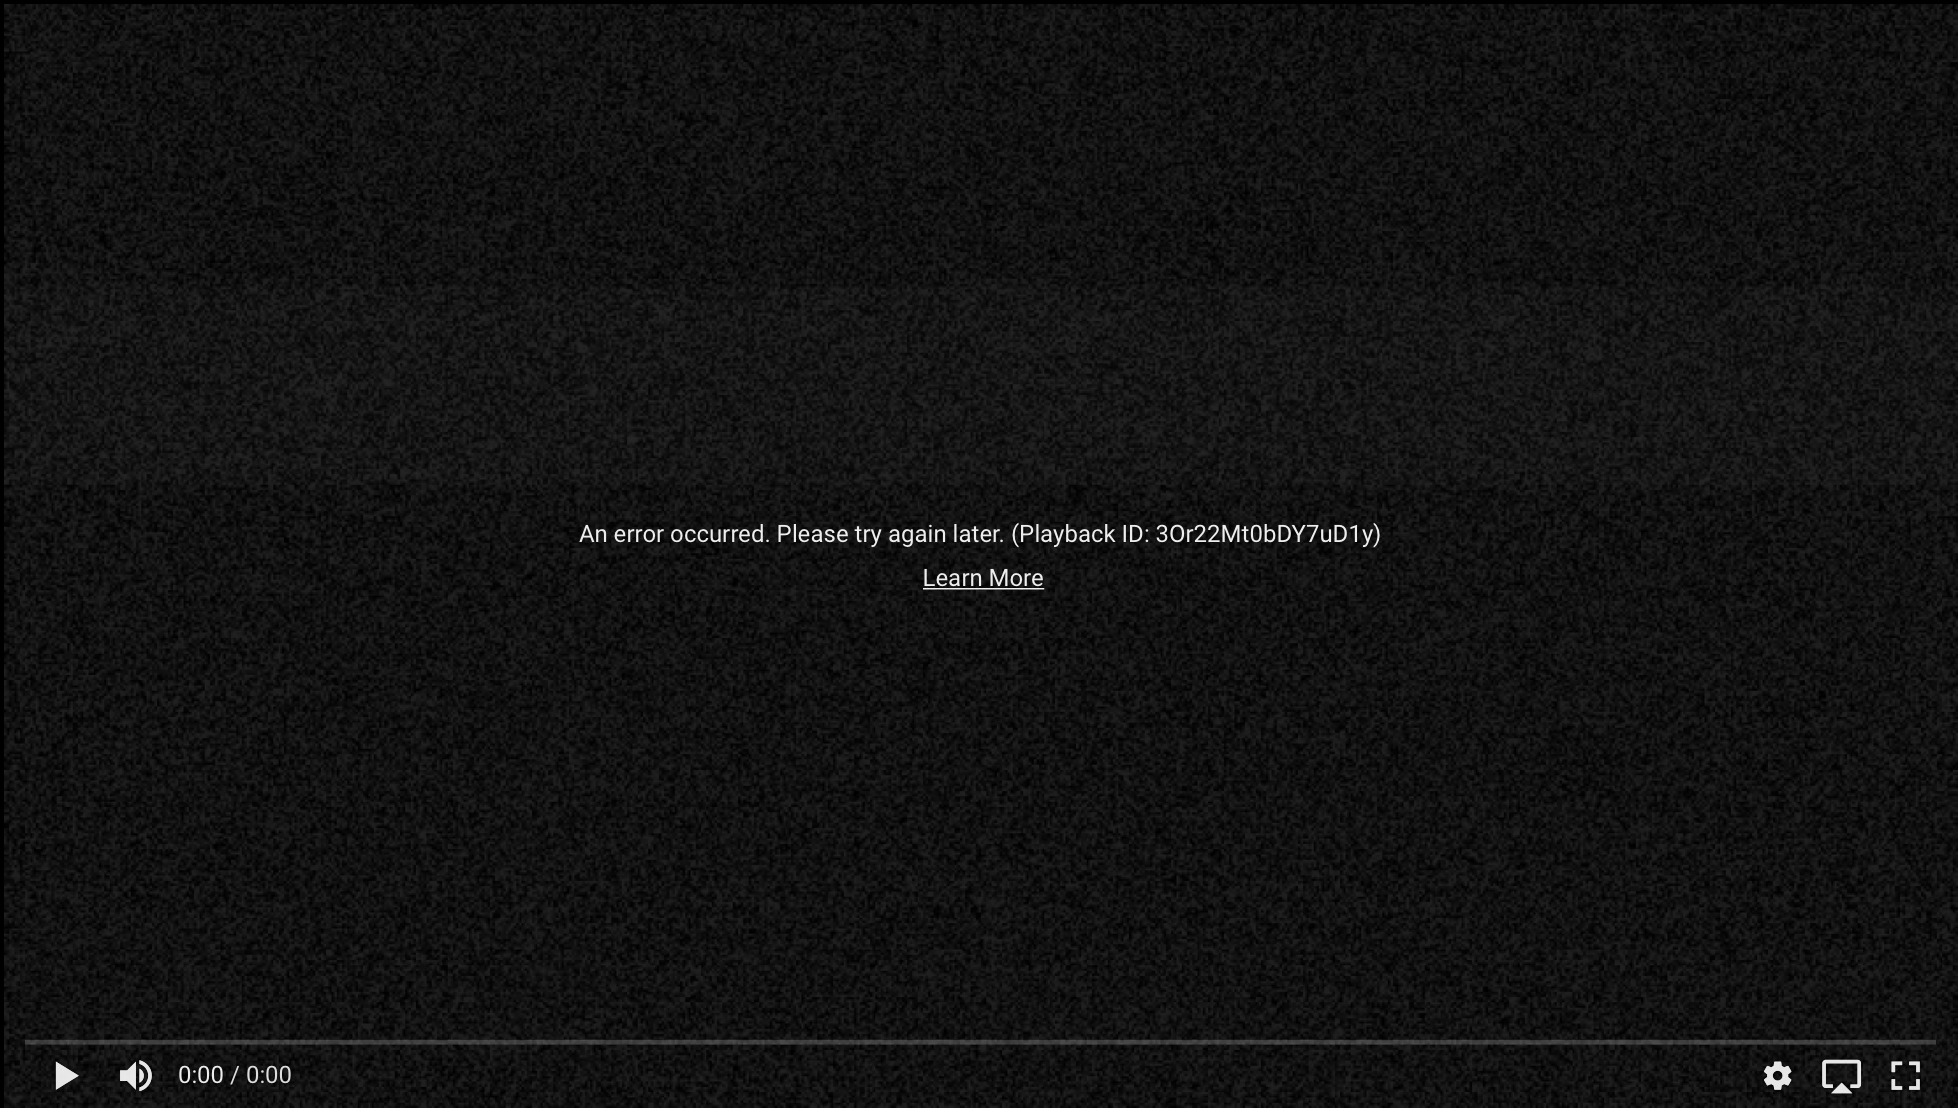 An error occurred. Please try again later. (Playback ID: 3Or22Mt0bDY7uD1y)
Learn More
0:00 / 0:00